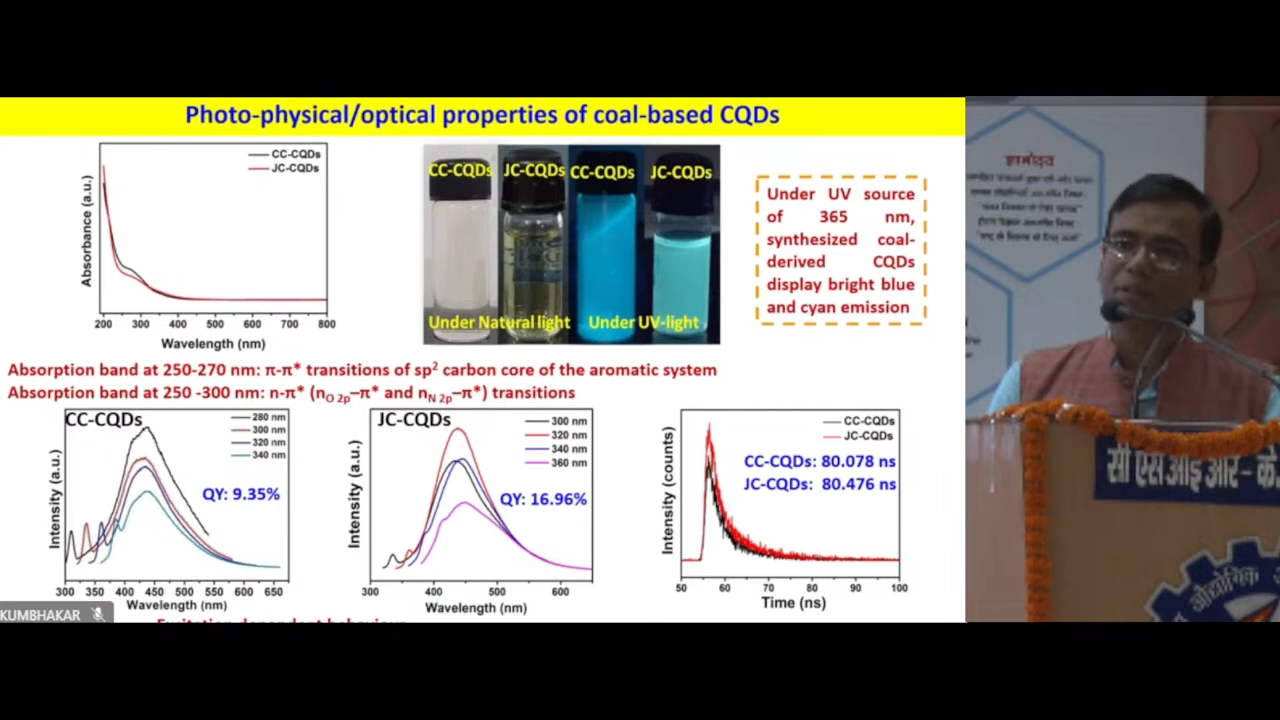 Photo-physical/optical properties of coal-based CQDs
CC-CQDs
JC-CQDs
Absorbance (a.u.)
200 300 400 500 600 700 800
Wavelength (nm)
CC-CQDs JC-CQDs CC-CQDs JC-CQDs
Under Natural light Under UV-light
Under UV source
of 365 nm,
synthesized coal-
derived CQDs
display bright blue
and cyan emission
Absorption band at 250-270 nm: π-π* transitions of sp2 carbon core of the aromatic system
Absorption band at 250 -300 nm: n-π* (nO 2p–π* and nN 2p–π*) transitions
CC-CQDs
280 nm
300 nm
320 nm
340 nm
QY: 9.35%
Intensity (a.u.)
300 350 400 450 500 550 600 650
Wavelength (nm)
JC-CQDs
300 nm
320 nm
340 nm
360 nm
QY: 16.96%
Intensity (a.u.)
400 500 600
Wavelength (nm)
CC-CQDs
JC-CQDs
CC-CQDs: 80.078 ns
JC-CQDs: 80.476 ns
Intensity (counts)
50 60 70 80 90 100
Time (ns)
KUMBHAKAR
सी एस आई आर – के
औद्योगिक